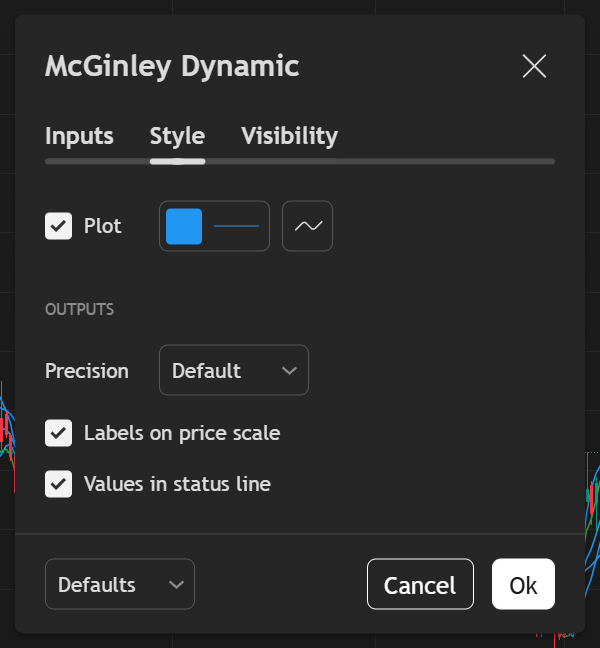 McGinley Dynamic
Inputs Style Visibility
Plot
OUTPUTS
Precision Default
Labels on price scale
Values in status line
Defaults Cancel Ok